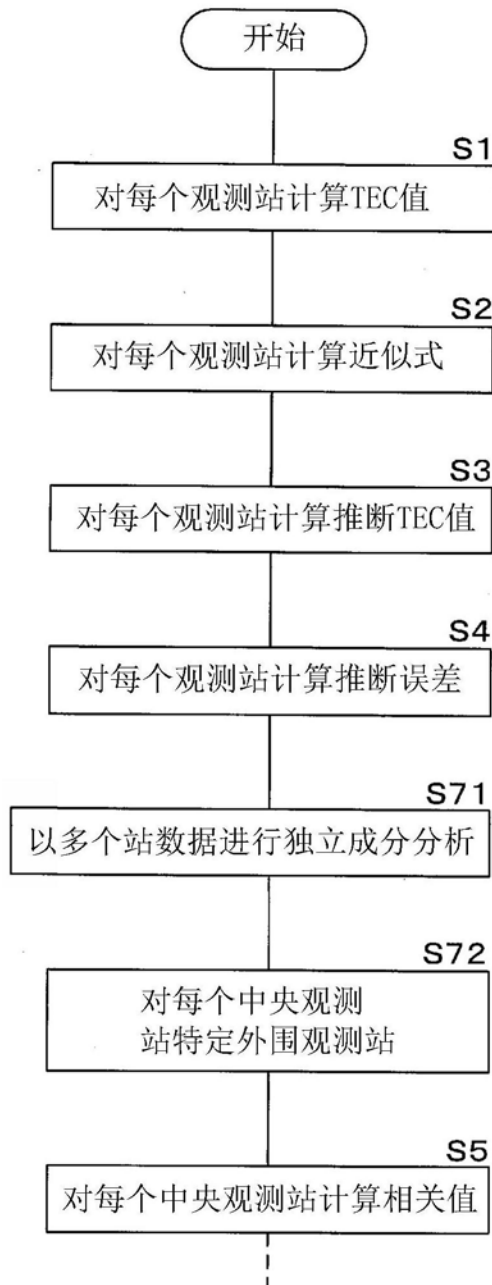 开始
S1
对每个观测站计算TEC值
S2
对每个观测站计算近似式
S3
对每个观测站计算推断TEC值
S4
对每个观测站计算推断误差
S71
以多个站数据进行独立成分分析
S72
对每个中央观测
站特定外围观测站
S5
对每个中央观测站计算相关值